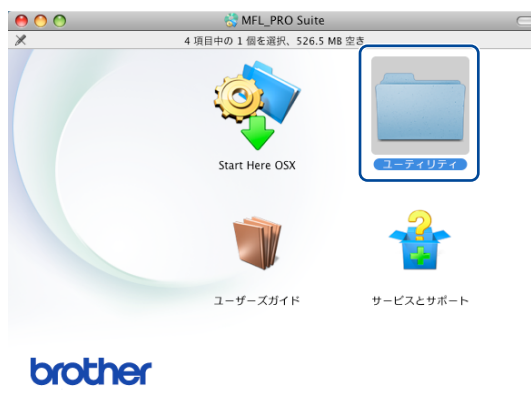 MFL_PRO Suite
4 項目中の 1 個を選択、526.5 MB 空き
Start Here OSX
ユーティリティ
ユーザーズガイド
サービスとサポート
brother